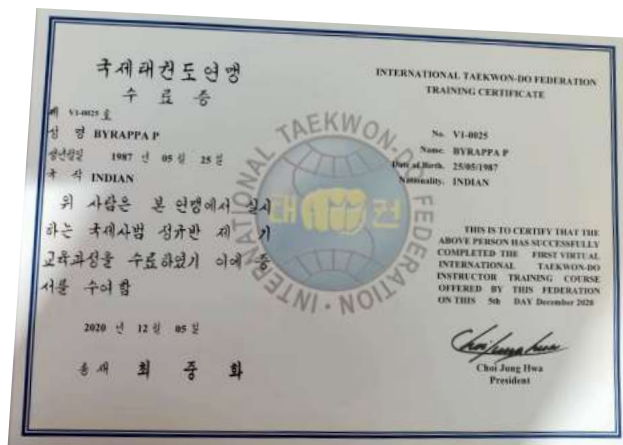 국제태권도연맹
수 료 증
제 V1-0025 호
성 명 BYRAPPA P
생년월일 1987 년 05 월 25 일
국 적 INDIAN
위 사람은 본 연맹에서 실시
하는 국제사범 정규반 제 기
교육과정을 수료하였기 이에 증
서를 수여함
2020 년 12 월 05 일
총 재 최 중 화
INTERNATIONAL TAEKWON-DO FEDERATION
TRAINING CERTIFICATE
No. V1-0025
Name. BYRAPPA P
Date of Birth. 25/05/1987
Nationality. INDIAN
THIS IS TO CERTIFY THAT THE
ABOVE PERSON HAS SUCCESSFULLY
COMPLETED THE FIRST VIRTUAL
INTERNATIONAL TAEKWON-DO
INSTRUCTOR TRAINING COURSE
OFFERED BY THIS FEDERATION
ON THIS 5th DAY December 2020
Choi Jung Hwa
Choi Jung Hwa
President
INTERNATIONAL TAEKWON-DO FEDERATION
태 권